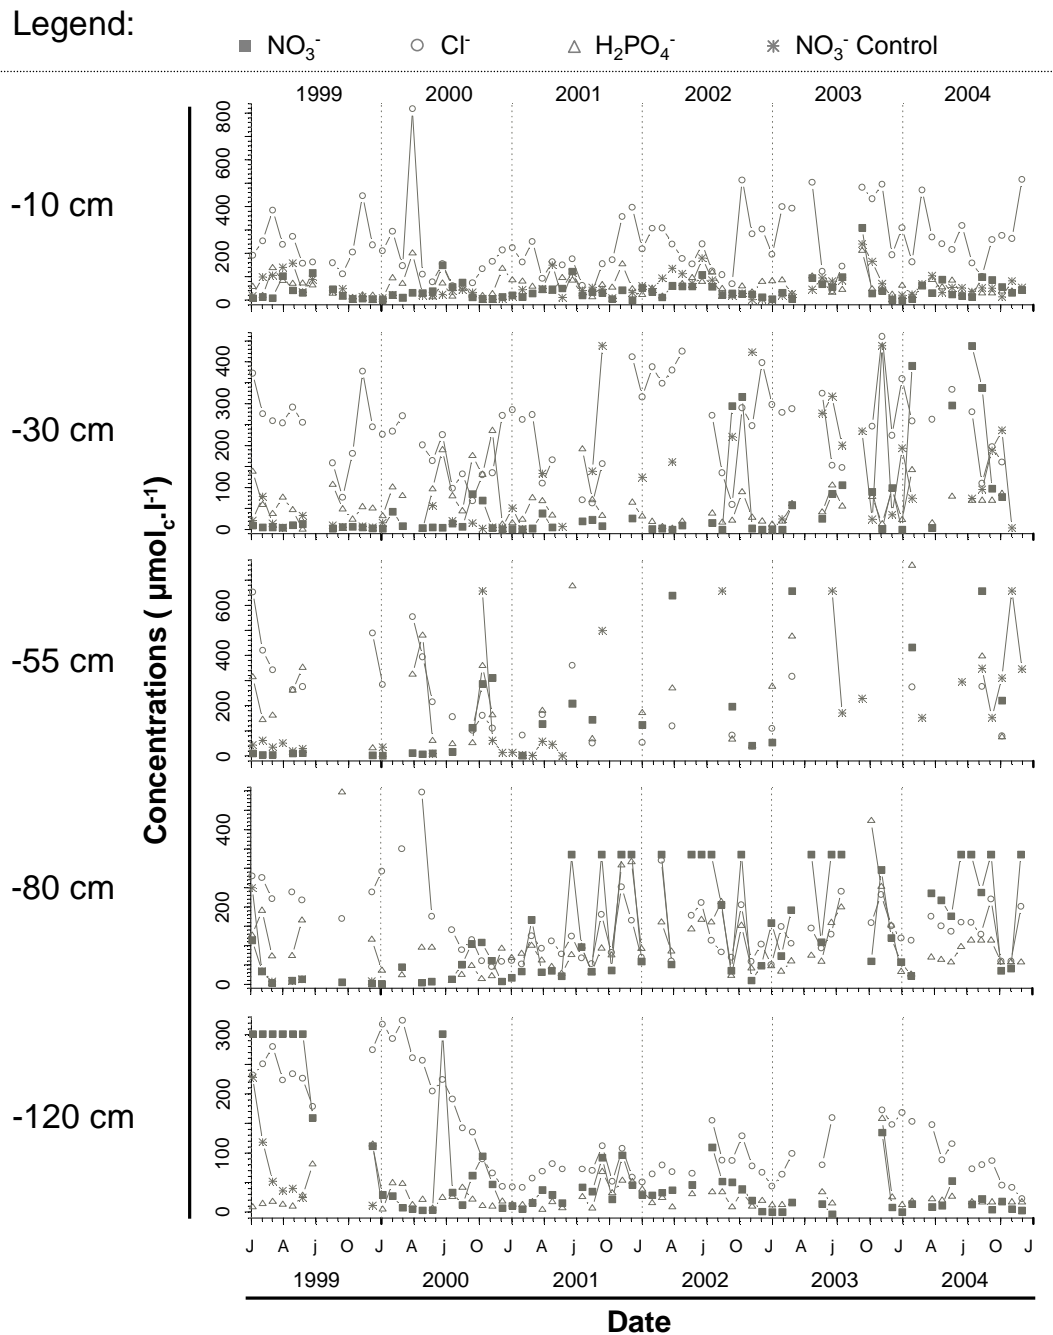 Legend:
NO₃⁻ Cl⁻ H₂PO₄⁻ NO₃⁻ Control
1999 2000 2001 2002 2003 2004
-10 cm
800
600
400
200
0
-30 cm
400
300
200
100
0
-55 cm
600
400
200
0
-80 cm
400
200
0
-120 cm
300
200
100
0
Concentrations ( µmol_c.l⁻¹)
J A j O J A j O J A j O J A j O J A j O J A j O J
1999 2000 2001 2002 2003 2004
Date